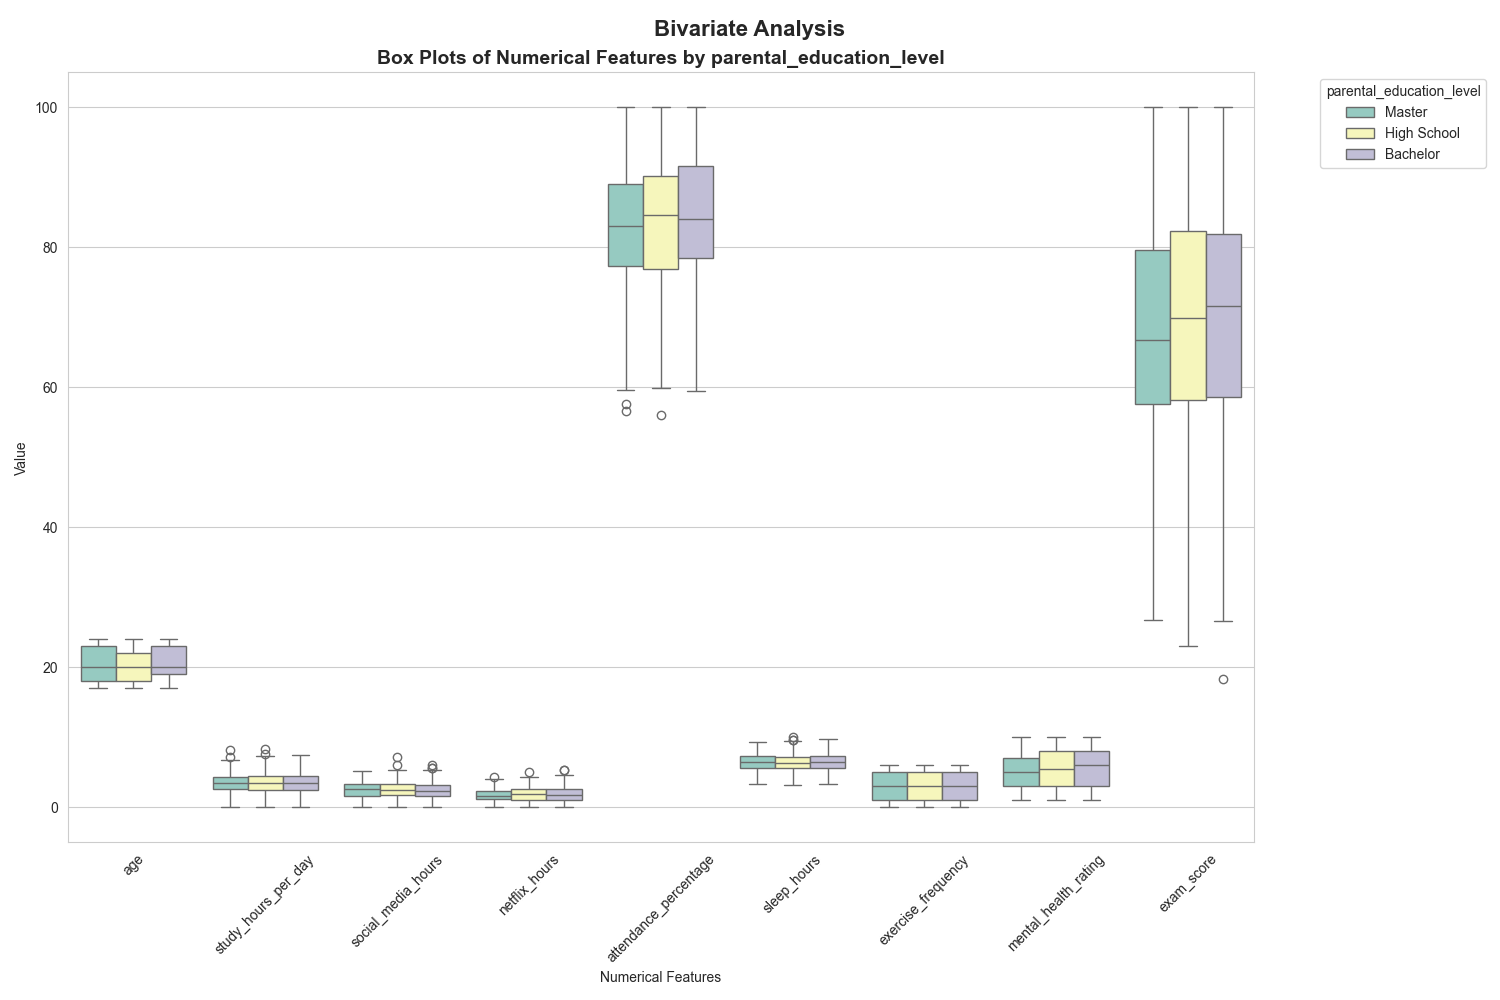 Bivariate Analysis
Box Plots of Numerical Features by parental_education_level
parental_education_level
Master
High School
Bachelor
100
80
60
40
20
0
Value
age
study_hours_per_day
social_media_hours
netflix_hours
attendance_percentage
sleep_hours
exercise_frequency
mental_health_rating
exam_score
Numerical Features